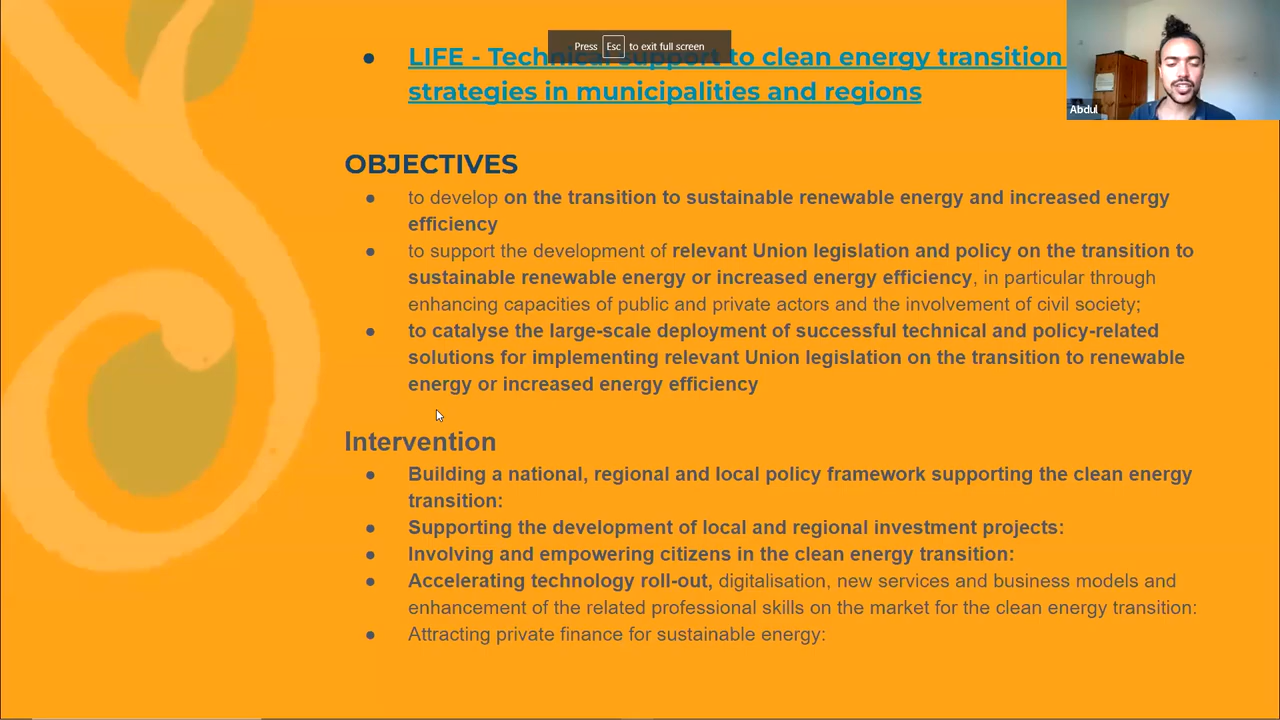 Press Esc to exit full screen
● LIFE - Technical support to clean energy transition
strategies in municipalities and regions
Abdul
OBJECTIVES
● to develop on the transition to sustainable renewable energy and increased energy
efficiency
● to support the development of relevant Union legislation and policy on the transition to
sustainable renewable energy or increased energy efficiency, in particular through
enhancing capacities of public and private actors and the involvement of civil society;
● to catalyse the large-scale deployment of successful technical and policy-related
solutions for implementing relevant Union legislation on the transition to renewable
energy or increased energy efficiency
Intervention
● Building a national, regional and local policy framework supporting the clean energy
transition:
● Supporting the development of local and regional investment projects:
● Involving and empowering citizens in the clean energy transition:
● Accelerating technology roll-out, digitalisation, new services and business models and
enhancement of the related professional skills on the market for the clean energy transition:
● Attracting private finance for sustainable energy: